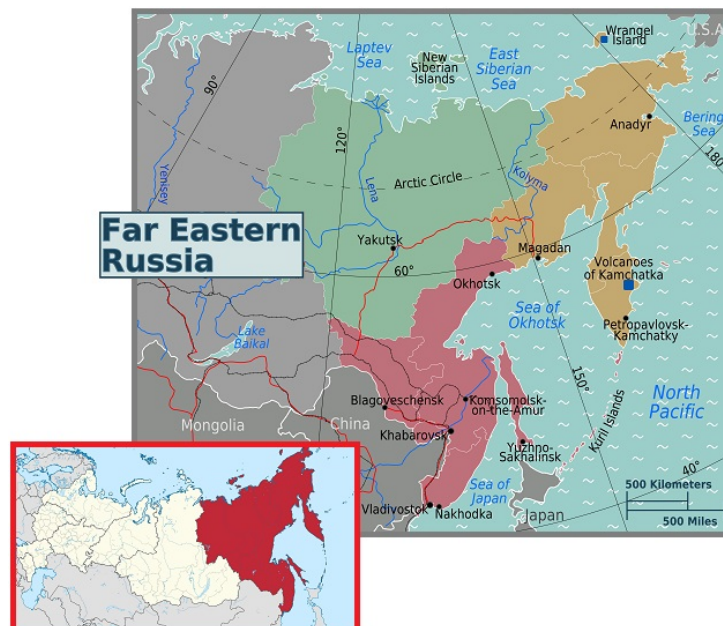 Wrangel
Island
U.S.A
Laptev
Sea
New
Siberian
Islands
East
Siberian
Sea
90°
120°
Anadyr
Bering
Sea
180°
Yenisey
Lena
Arctic Circle
Kolyma
Far Eastern
Russia
Yakutsk
60°
Magadan
Okhotsk
Volcanoes
of Kamchatka
Sea of
Okhotsk
Petropavlovsk-
Kamchatky
Lake
Baikal
150°
North
Pacific
Kuril Islands
Mongolia
China
Blagoveschensk
Komsomolsk-
on-the-Amur
Khabarovsk
Yuzhno-
Sakhalinsk
40°
Sea of
Japan
500 Kilometers
500 Miles
Vladivostok
Nakhodka
Japan